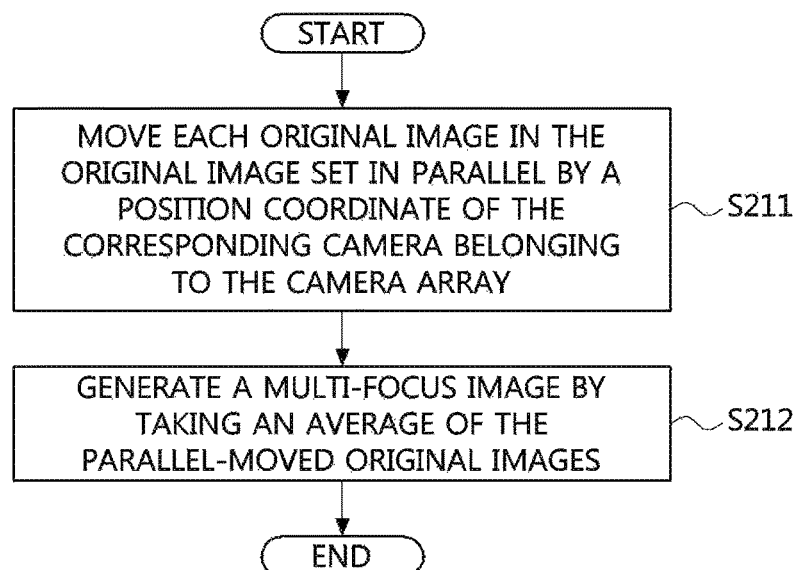 START
MOVE EACH ORIGINAL IMAGE IN THE
ORIGINAL IMAGE SET IN PARALLEL BY A
POSITION COORDINATE OF THE
CORRESPONDING CAMERA BELONGING
TO THE CAMERA ARRAY
S211
GENERATE A MULTI-FOCUS IMAGE BY
TAKING AN AVERAGE OF THE
PARALLEL-MOVED ORIGINAL IMAGES
S212
END